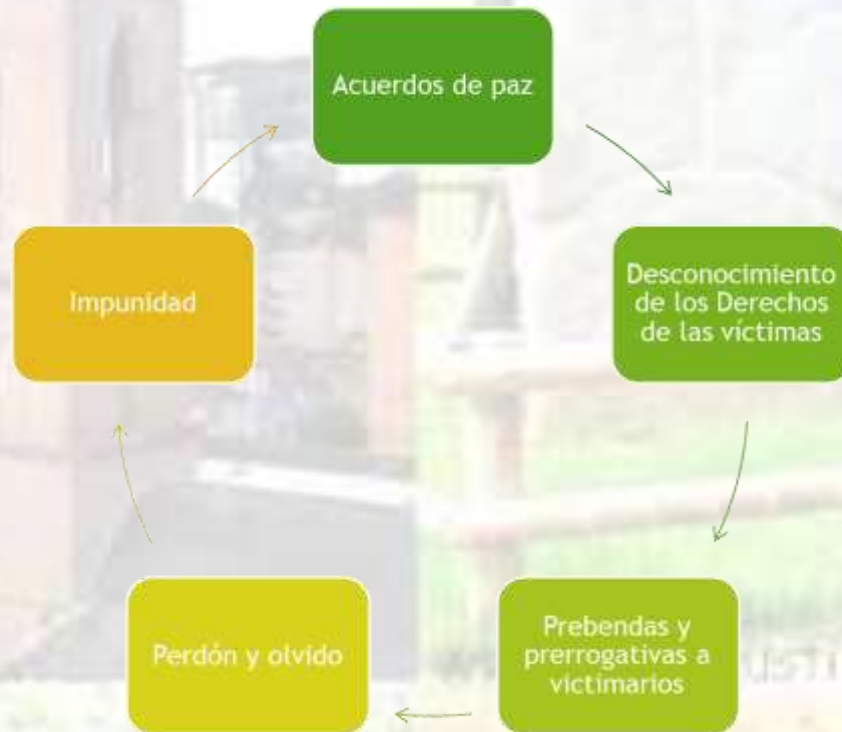 Acuerdos de paz
Desconocimiento
de los Derechos
de las víctimas
Prebendas y
prerrogativas a
victimarios
Perdón y olvido
Impunidad